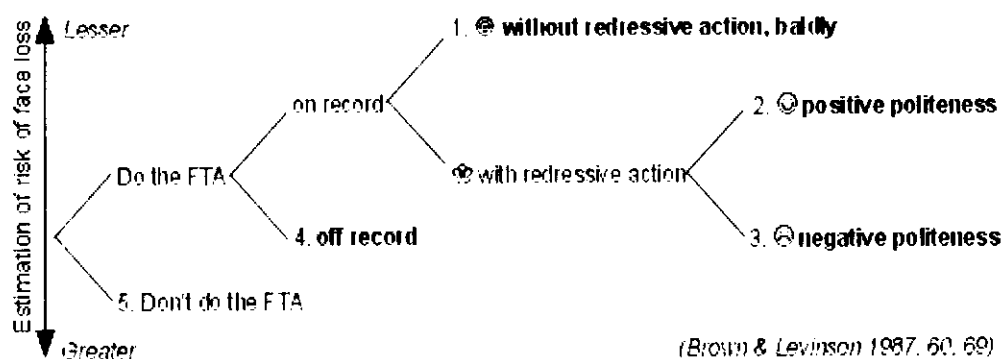 Estimation of risk of face loss
Lesser
1. without redressive action, baldly
on record
2. positive politeness
Do the FTA
with redressive action
4. off record
3. negative politeness
5. Don't do the FTA
Greater
(Brown & Levinson 1987, 60, 69)